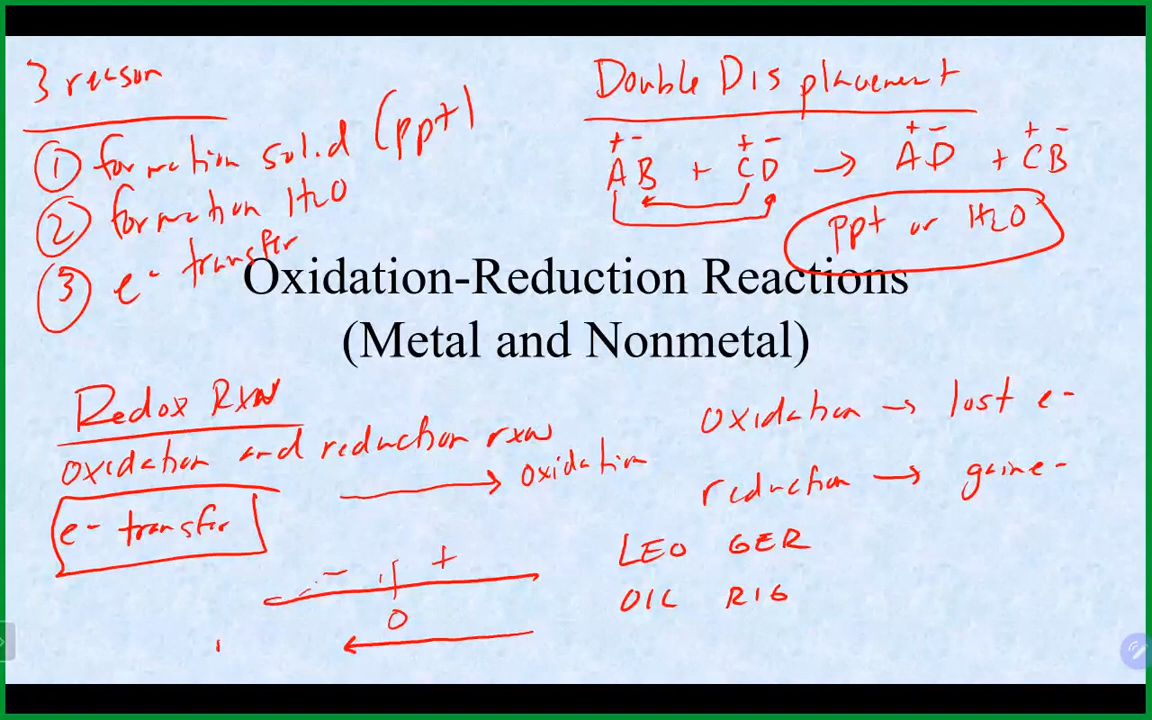 3 reason
① formation solid (ppt)
② formation H2O
③ e- transfer
Double Displacement
+ - + - + - + -
AB + CD → AD + CB
ppt or H2O
Oxidation-Reduction Reactions
(Metal and Nonmetal)
Redox Rxn
oxidation and reduction rxn
e- transfer
→ oxidation
- +
0
oxidation → lost e-
reduction → gain e-
LEO GER
OIL RIG